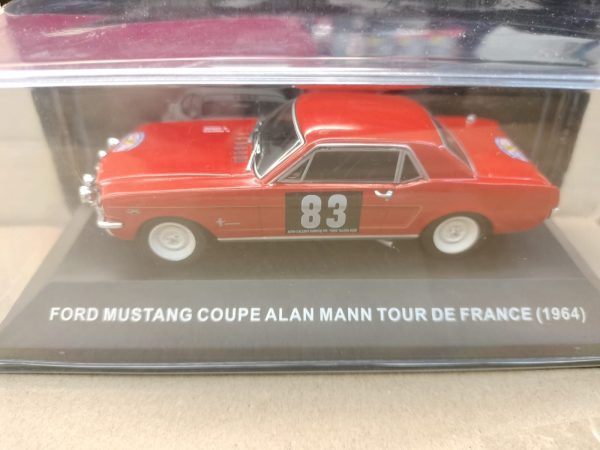 83
FORD MUSTANG COUPE ALAN MANN TOUR DE FRANCE (1964)